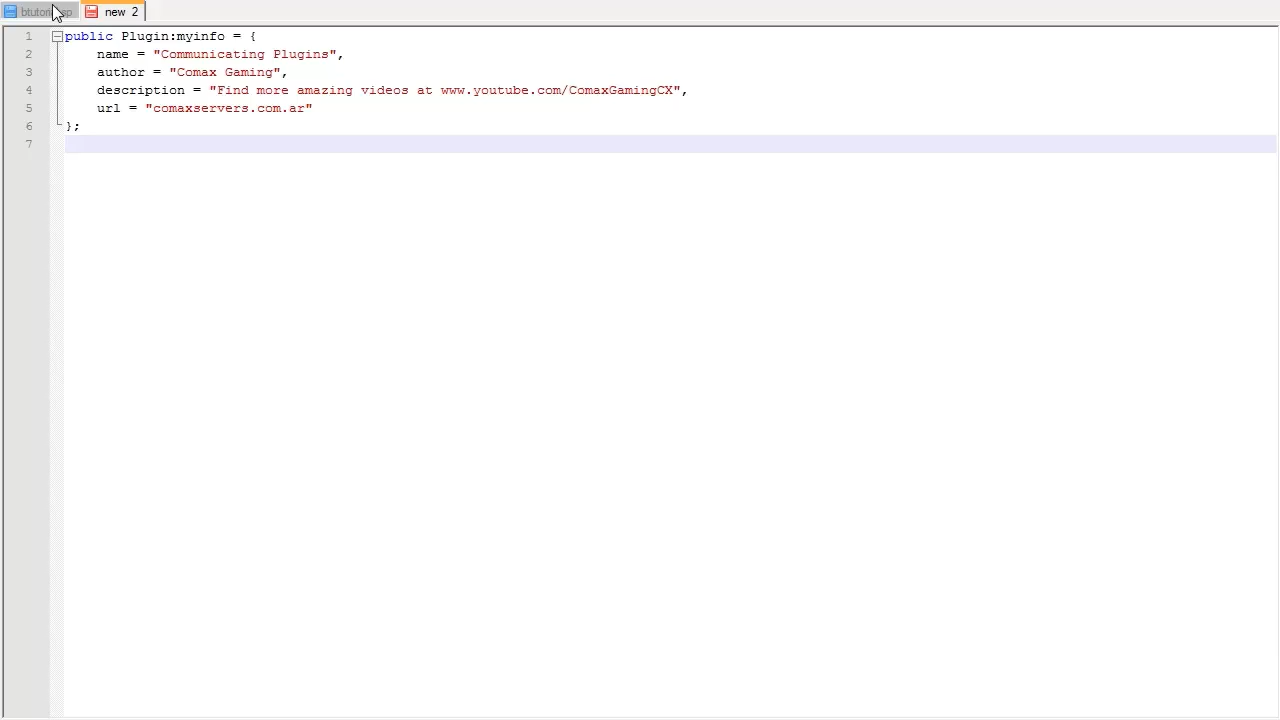 new 2
1 public Plugin:myinfo = {
2 name = "Communicating Plugins",
3 author = "Comax Gaming",
4 description = "Find more amazing videos at www.youtube.com/ComaxGamingCX",
5 url = "comaxservers.com.ar"
6 };
7